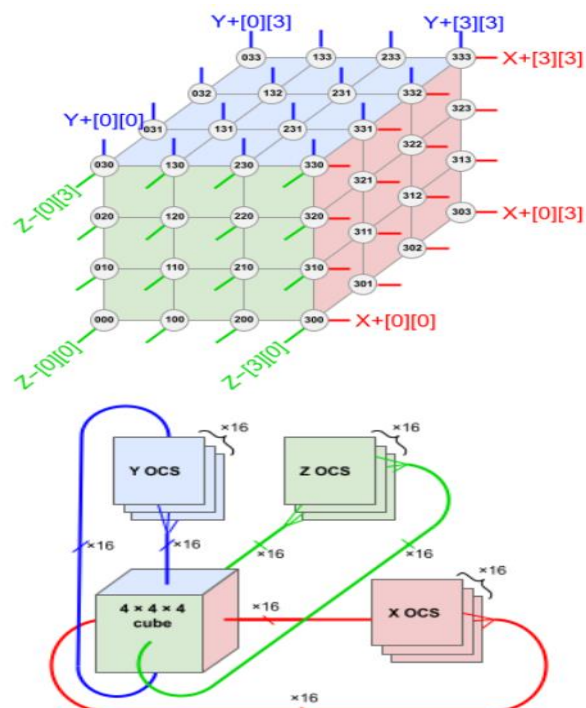 Y+[0][3] Y+[3][3]
033 133 233 333 X+[3][3]
032 132 231 332 323
Y+[0][0] 031 131 231 331 322 313
030 130 230 330 321 312 303 X+[0][3]
Z-[0][3] 020 120 220 320 311 302
010 110 210 310 301
000 100 200 300 X+[0][0]
Z-[0][0] Z-[3][0]
×16 ×16
Y OCS Z OCS
×16 ×16 ×16 ×16
×16
4 × 4 × 4
cube
×16 X OCS
×16